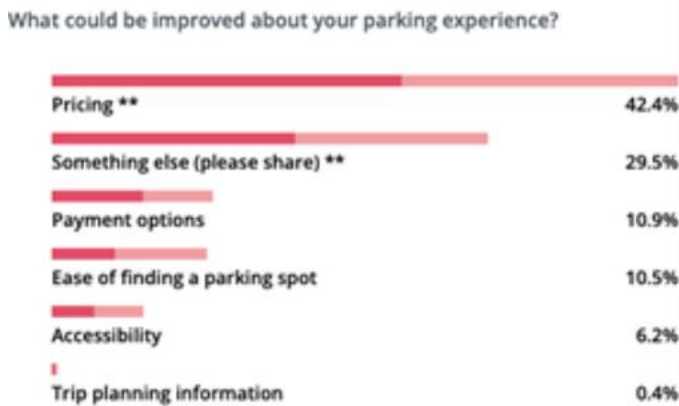 What could be improved about your parking experience?
Pricing ** 42.4%
Something else (please share) ** 29.5%
Payment options 10.9%
Ease of finding a parking spot 10.5%
Accessibility 6.2%
Trip planning information 0.4%